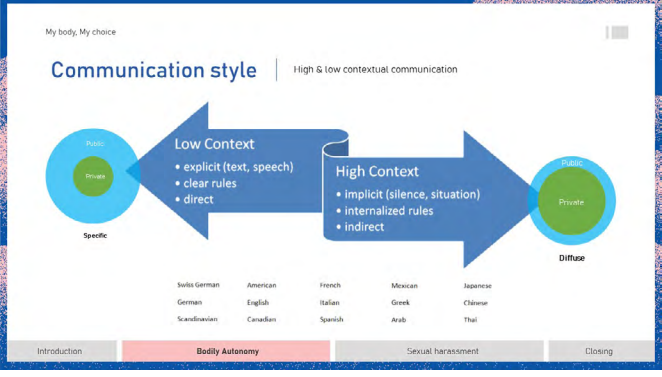 My body, My choice
Communication style
High & low contextual communication
Public
Private
Specific
Low Context
• explicit (text, speech)
• clear rules
• direct
High Context
• implicit (silence, situation)
• internalized rules
• indirect
Public
Private
Diffuse
Swiss German American French Mexican Japanese
German English Italian Greek Chinese
Scandinavian Canadian Spanish Arab Thai
Introduction Bodily Autonomy Sexual harassment Closing